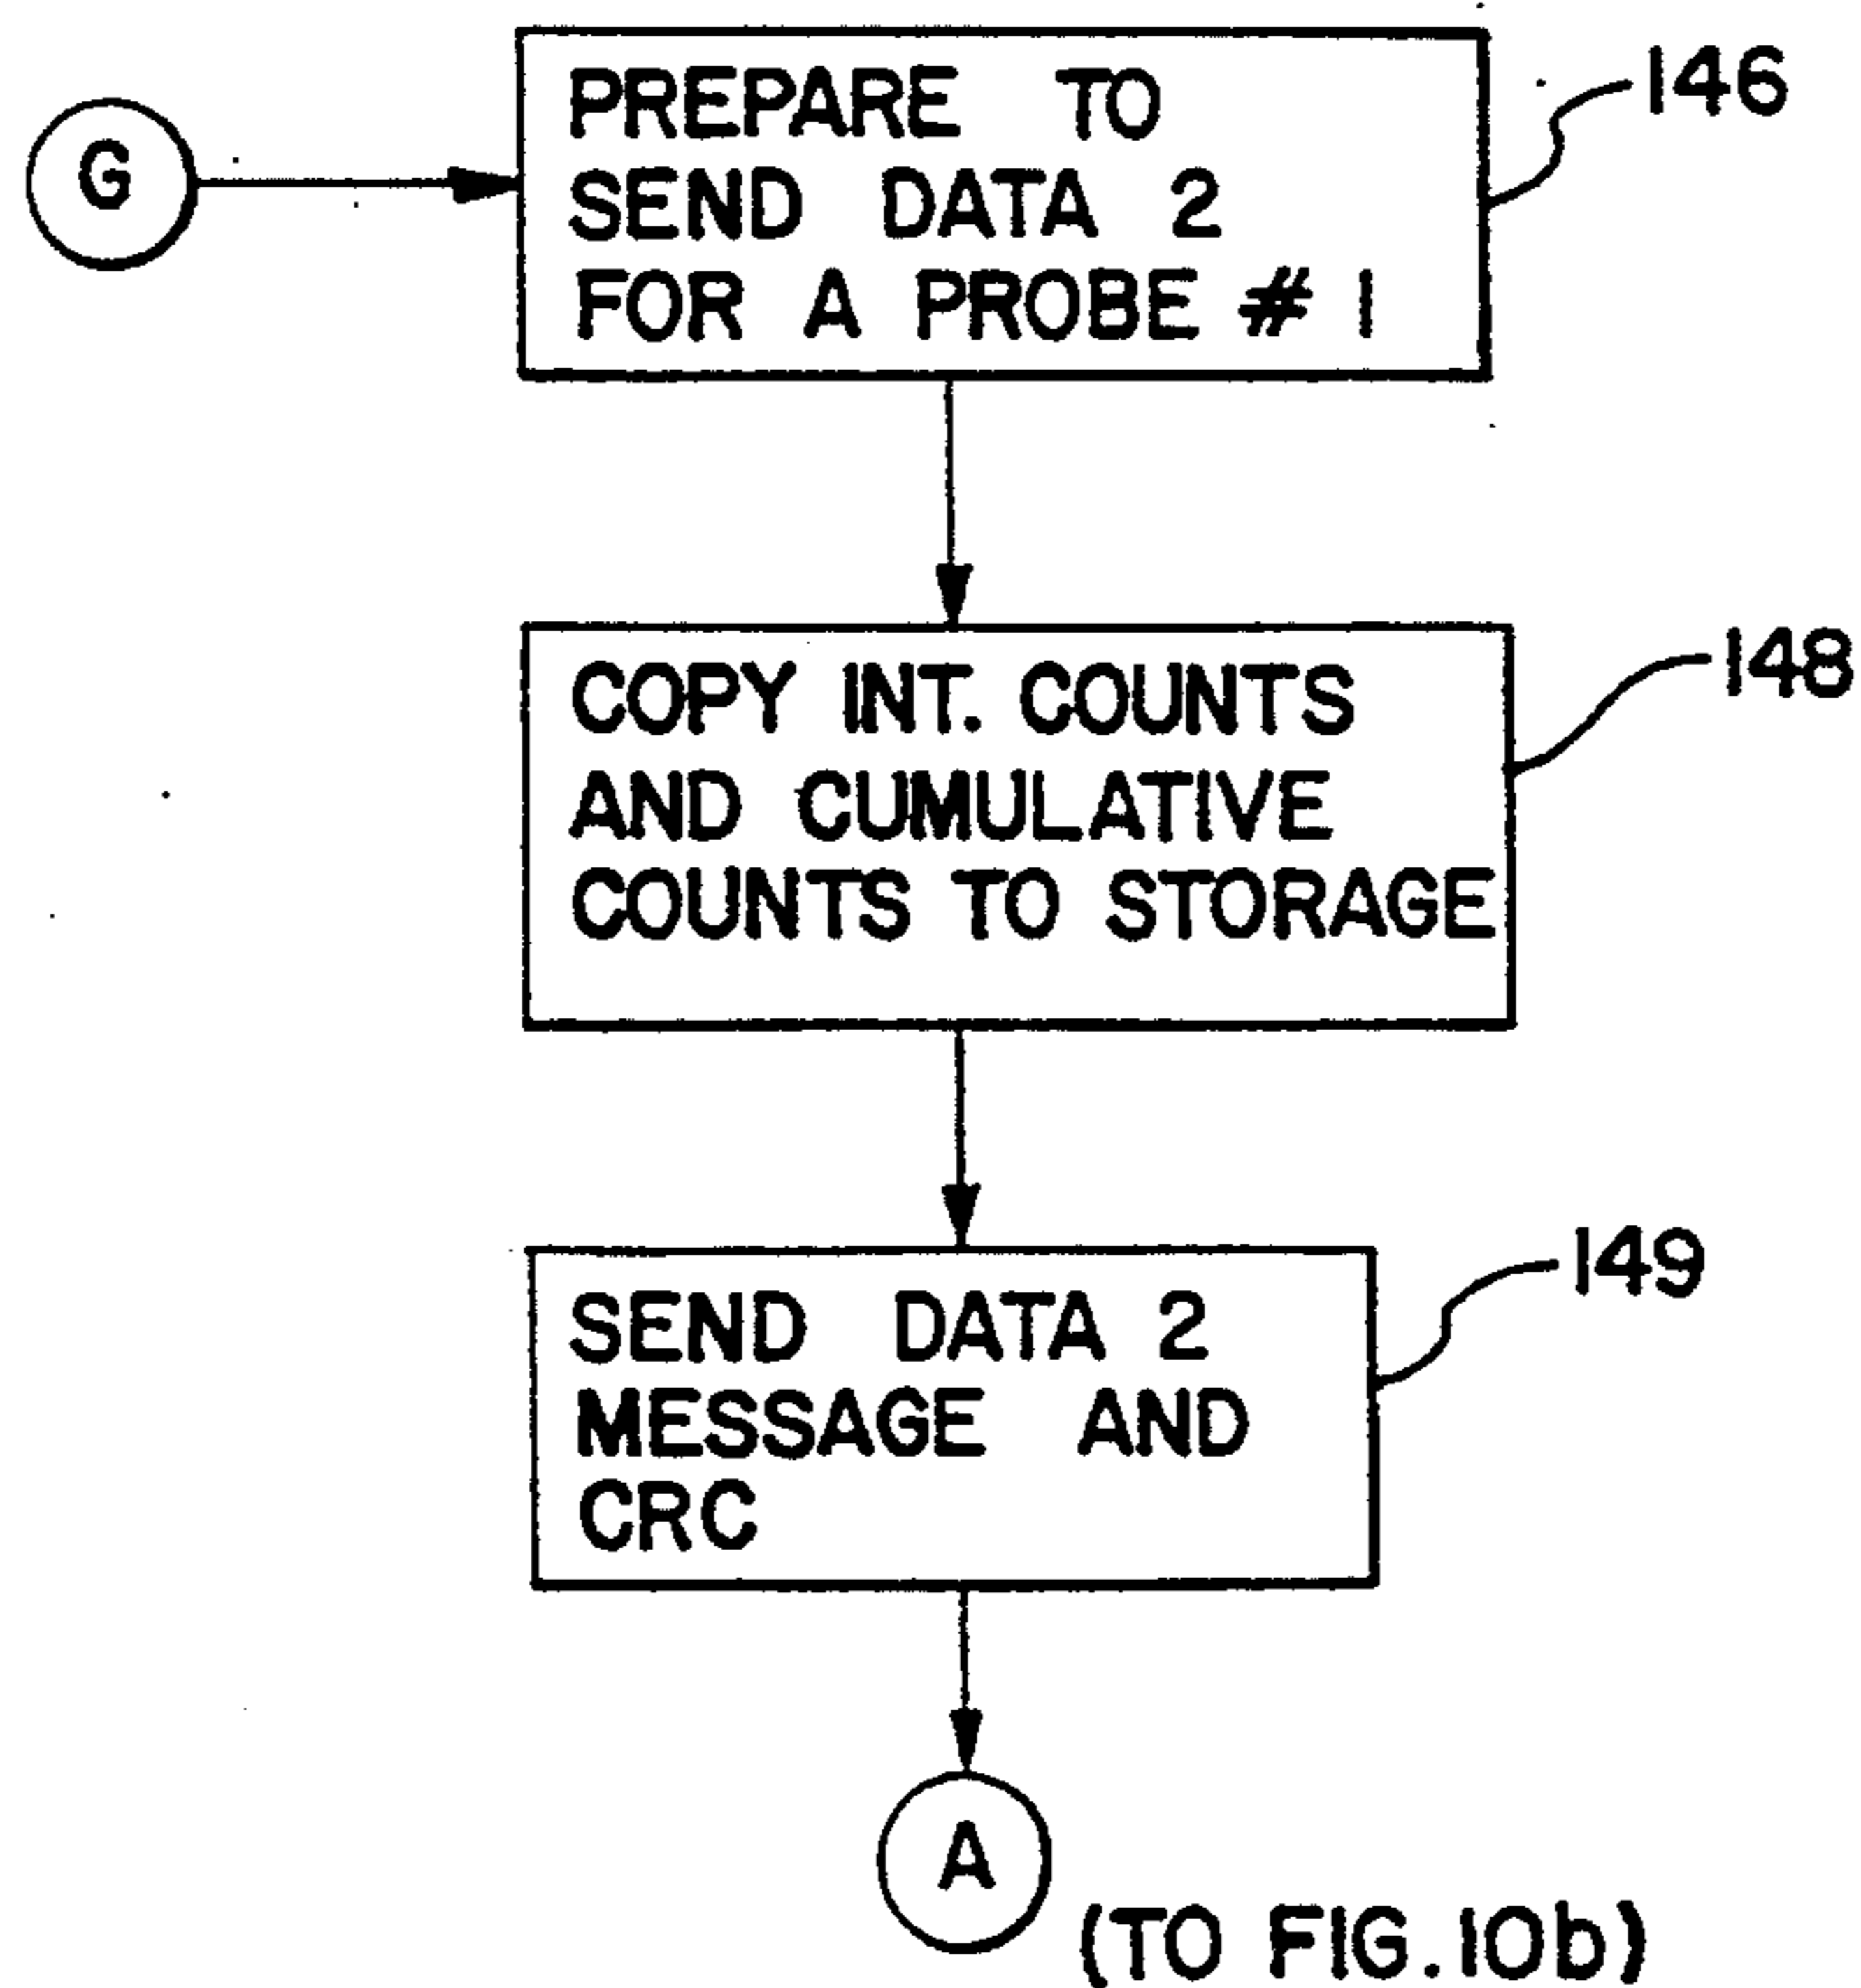 G
PREPARE TO
SEND DATA 2
FOR A PROBE # 1
146
COPY INT. COUNTS
AND CUMULATIVE
COUNTS TO STORAGE
148
SEND DATA 2
MESSAGE AND
CRC
149
A
(TO FIG. 10b)